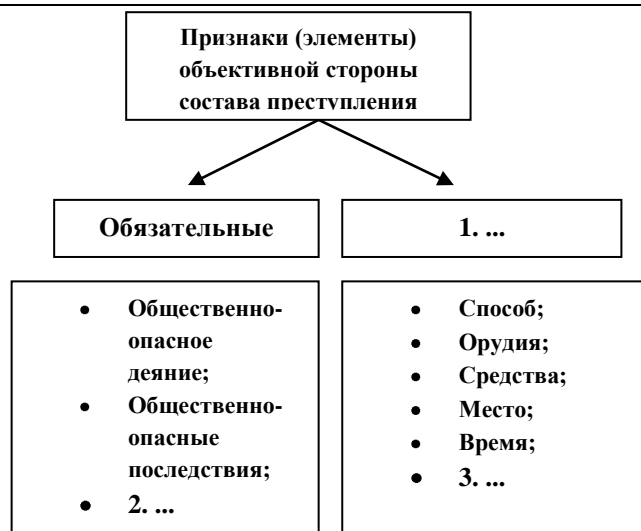 Признаки (элементы)
объективной стороны
состава преступления
Обязательные
1. ...
• Общественно-
опасное
деяние;
• Общественно-
опасные
последствия;
• 2. ...
• Способ;
• Орудия;
• Средства;
• Место;
• Время;
• 3. ...